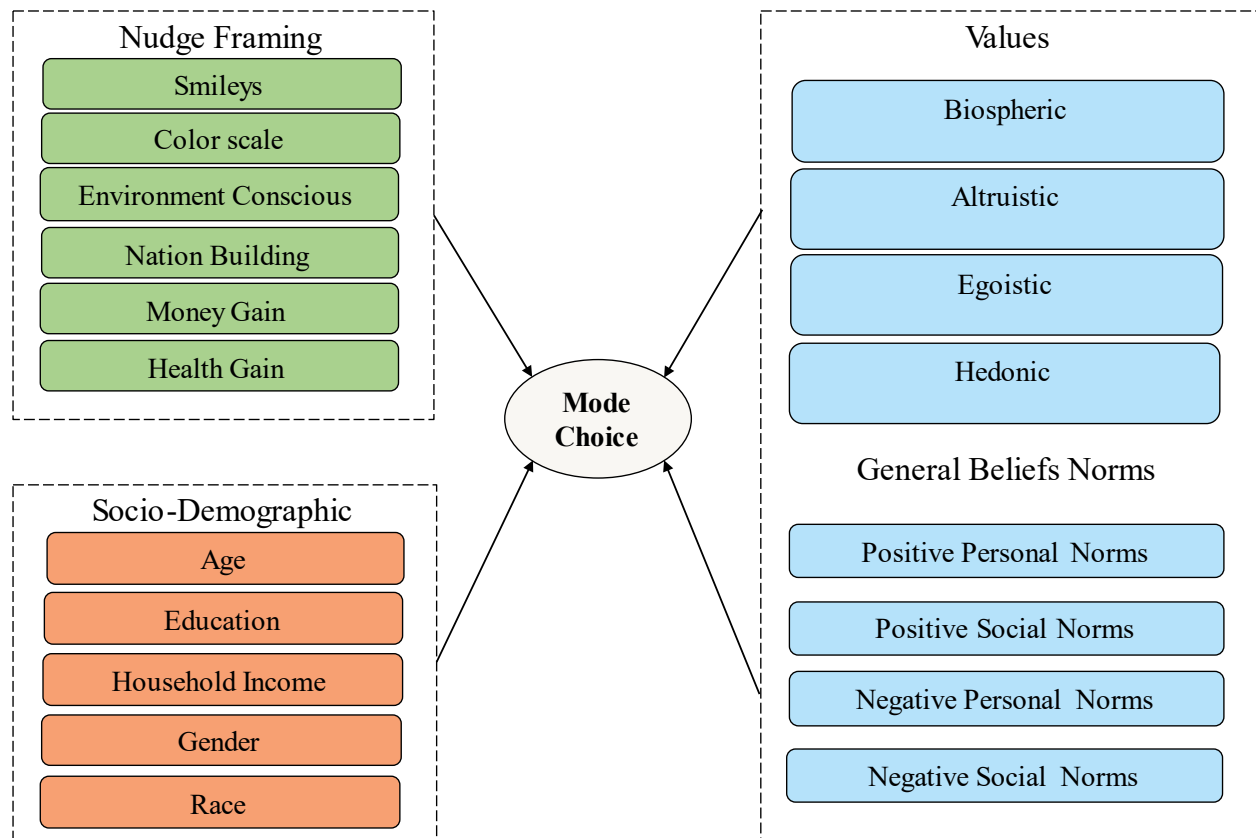 Nudge Framing
Smileys
Color scale
Environment Conscious
Nation Building
Money Gain
Health Gain
Socio-Demographic
Age
Education
Household Income
Gender
Race
Mode
Choice
Values
Biospheric
Altruistic
Egoistic
Hedonic
General Beliefs Norms
Positive Personal Norms
Positive Social Norms
Negative Personal Norms
Negative Social Norms